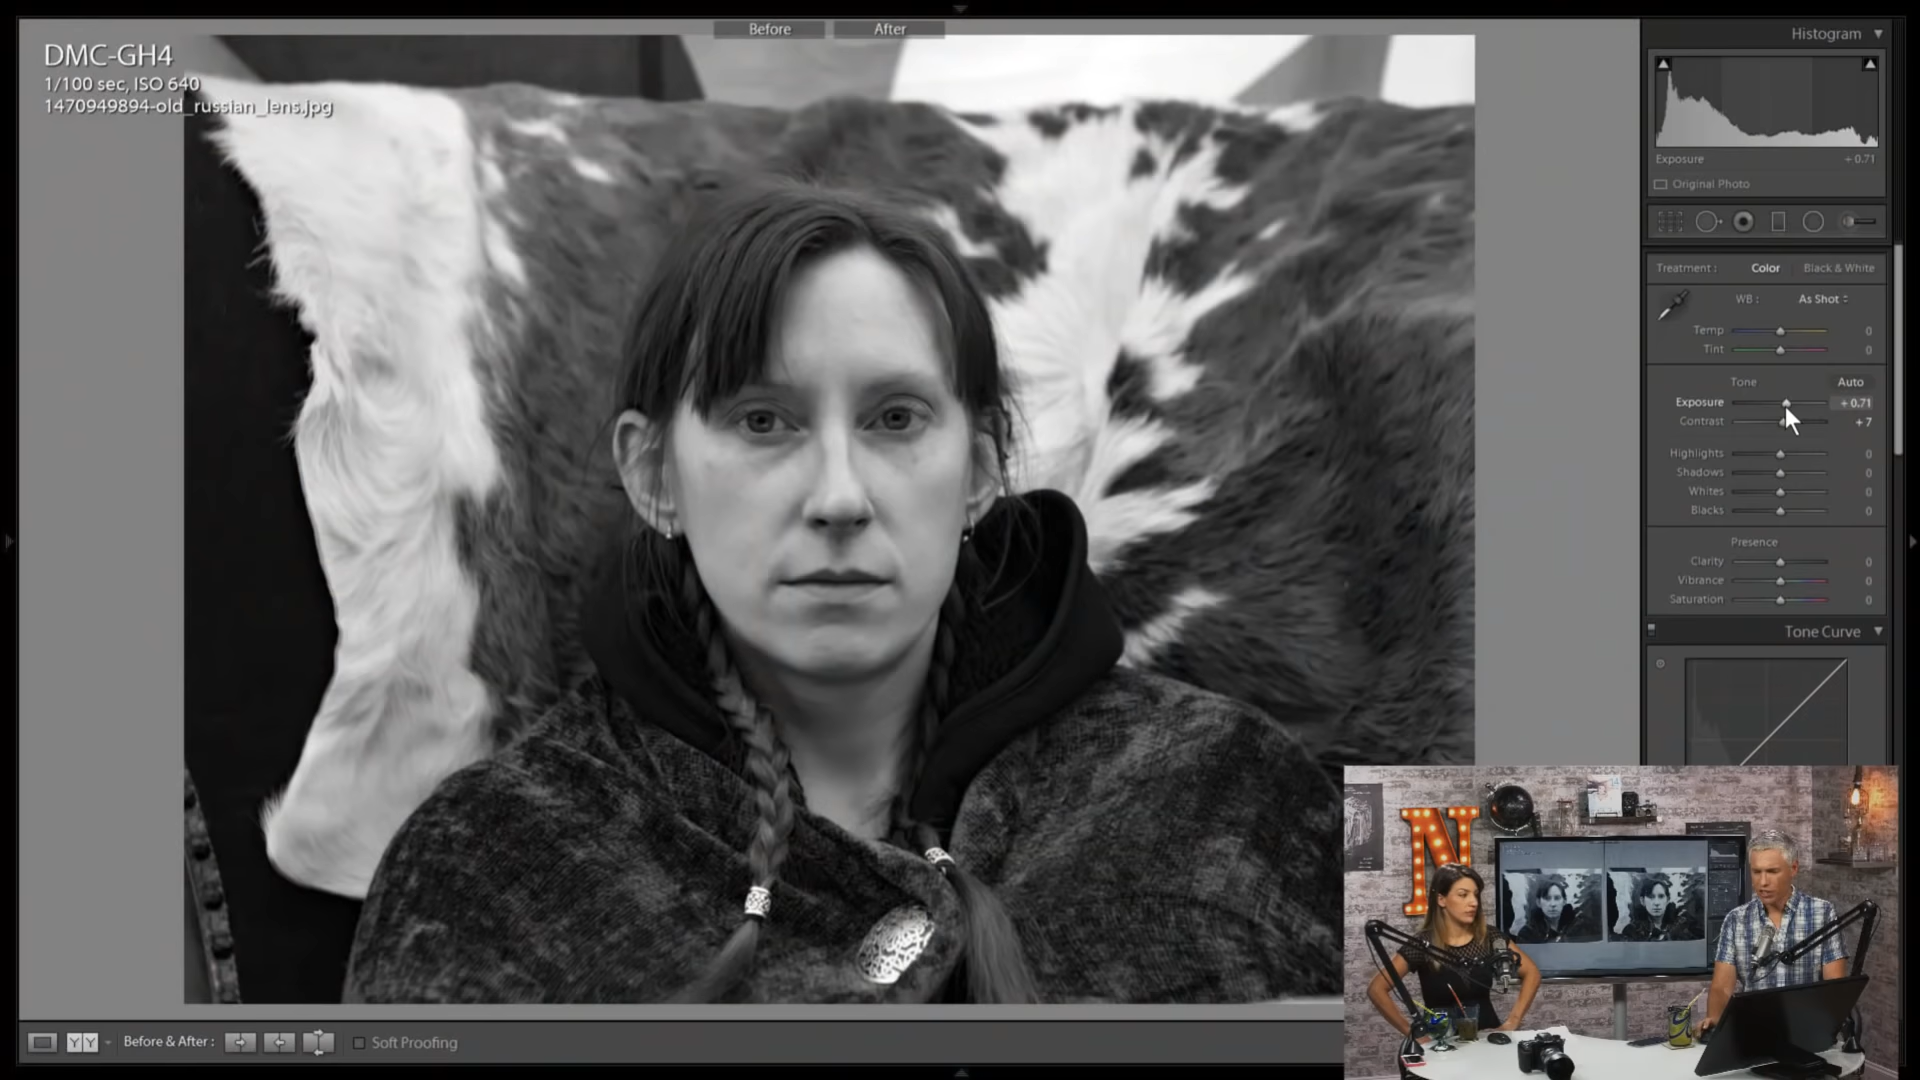 Before
After
DMC-GH4
1/100 sec, ISO 640
1470949894-old_russian_lens.jpg
Histogram
Exposure + 0.71
Original Photo
Treatment : Color Black & White
WB : As Shot
Temp 0
Tint 0
Tone Auto
Exposure + 0.71
Contrast + 7
Highlights 0
Shadows 0
Whites 0
Blacks 0
Presence
Clarity 0
Vibrance 0
Saturation 0
Tone Curve
N
YY Before & After : Soft Proofing